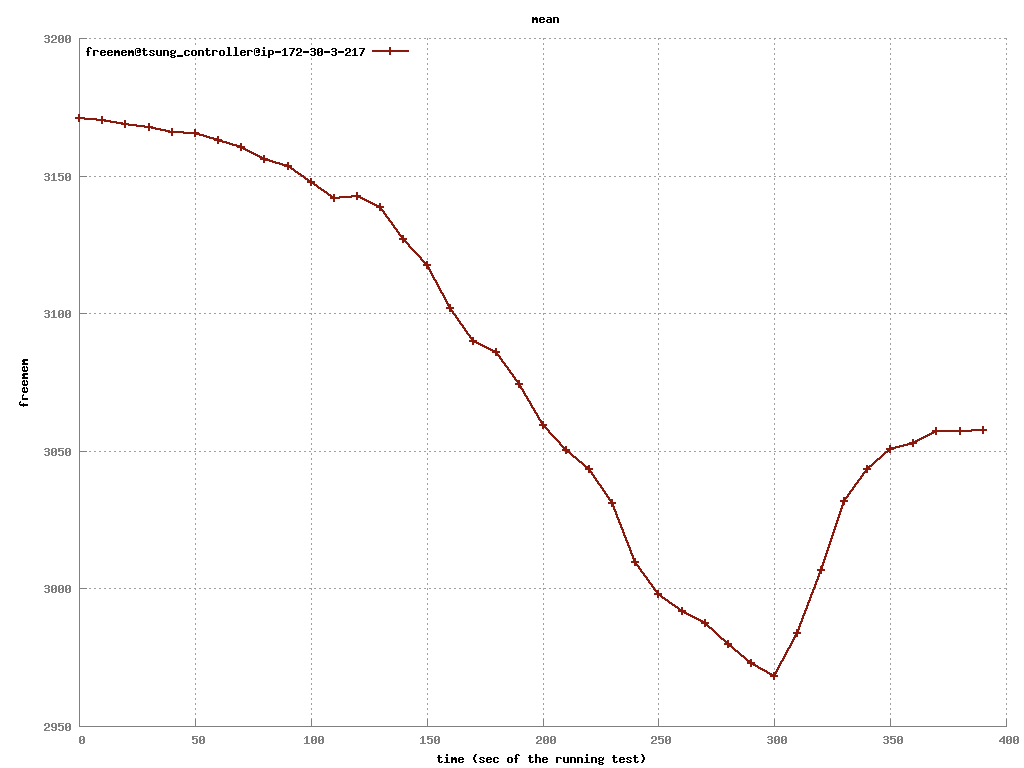 mean
3200
freemem@tsung_controller@ip-172-30-3-217
3150
3100
freemem
3050
3000
2950
0 50 100 150 200 250 300 350 400
time (sec of the running test)